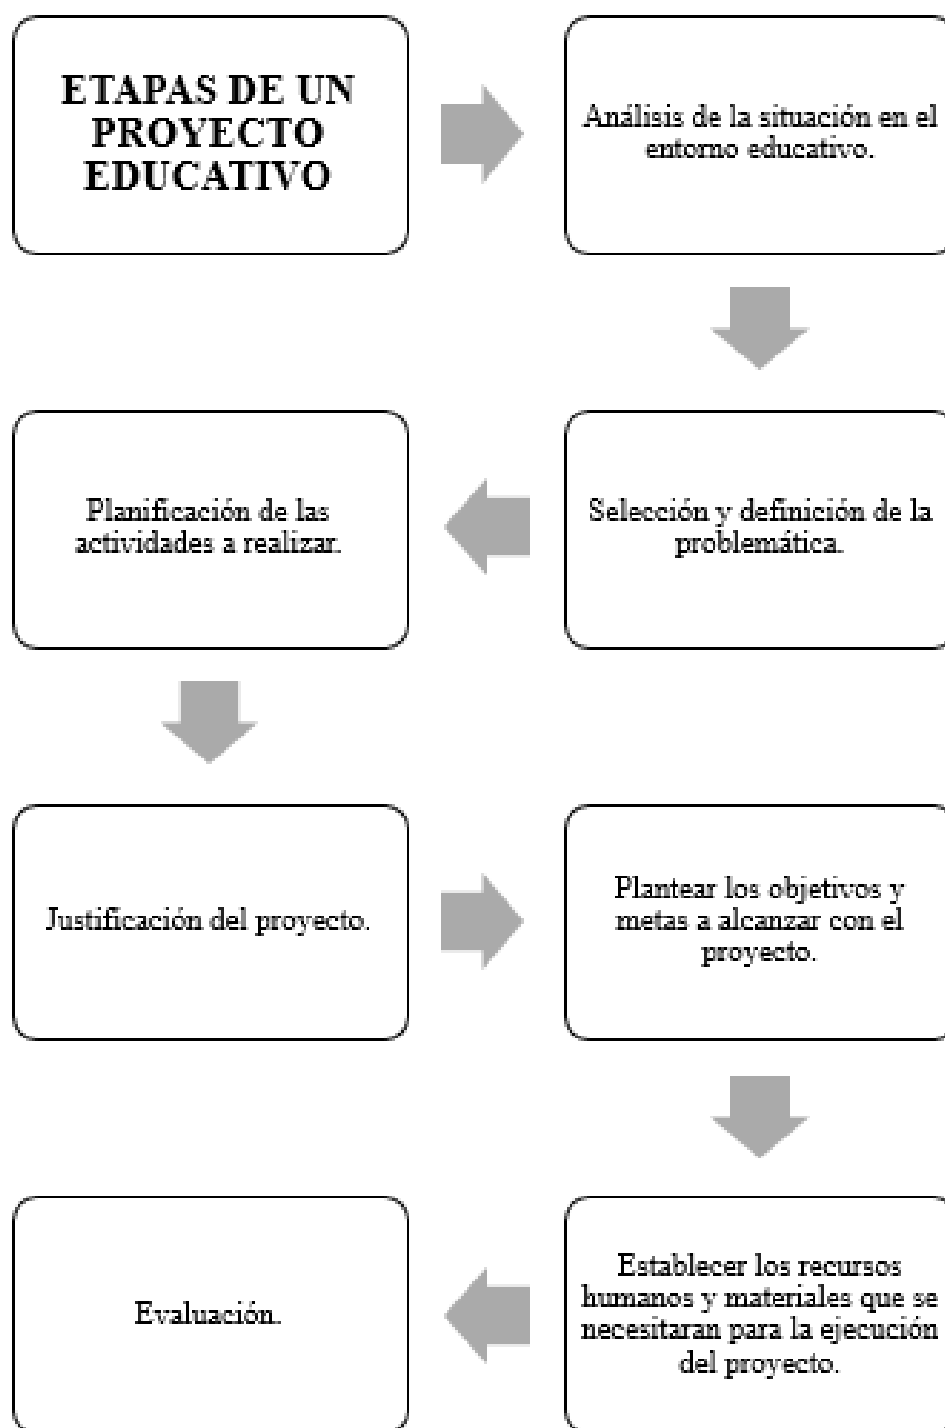 ETAPAS DE UN
PROYECTO
EDUCATIVO
Análisis de la situación en el
entorno educativo.
Selección y definición de la
problemática.
Planificación de las
actividades a realizar.
Justificación del proyecto.
Plantear los objetivos y
metas a alcanzar con el
proyecto.
Establecer los recursos
humanos y materiales que se
necesitaran para la ejecución
del proyecto.
Evaluación.